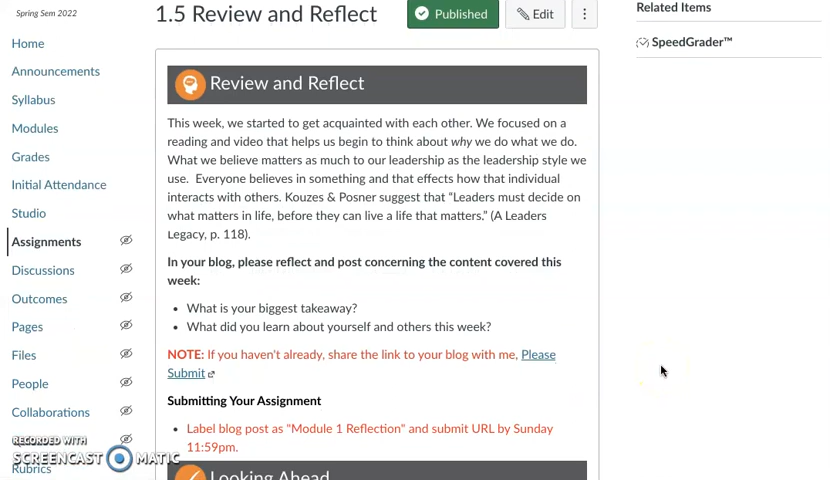 Spring Sem 2022
1.5 Review and Reflect
Published
Edit
Related Items
SpeedGrader™
Home
Announcements
Syllabus
Modules
Grades
Initial Attendance
Studio
Assignments
Discussions
Outcomes
Pages
Files
People
Collaborations
Rubrics
Review and Reflect
This week, we started to get acquainted with each other. We focused on a
reading and video that helps us begin to think about why we do what we do.
What we believe matters as much to our leadership as the leadership style we
use. Everyone believes in something and that effects how that individual
interacts with others. Kouzes & Posner suggest that “Leaders must decide on
what matters in life, before they can live a life that matters.” (A Leaders
Legacy, p. 118).
In your blog, please reflect and post concerning the content covered this
week:
What is your biggest takeaway?
What did you learn about yourself and others this week?
NOTE: If you haven't already, share the link to your blog with me, Please
Submit
Submitting Your Assignment
Label blog post as "Module 1 Reflection" and submit URL by Sunday
11:59pm.
Looking Ahead
RECORDED WITH
SCREENCAST MATIC